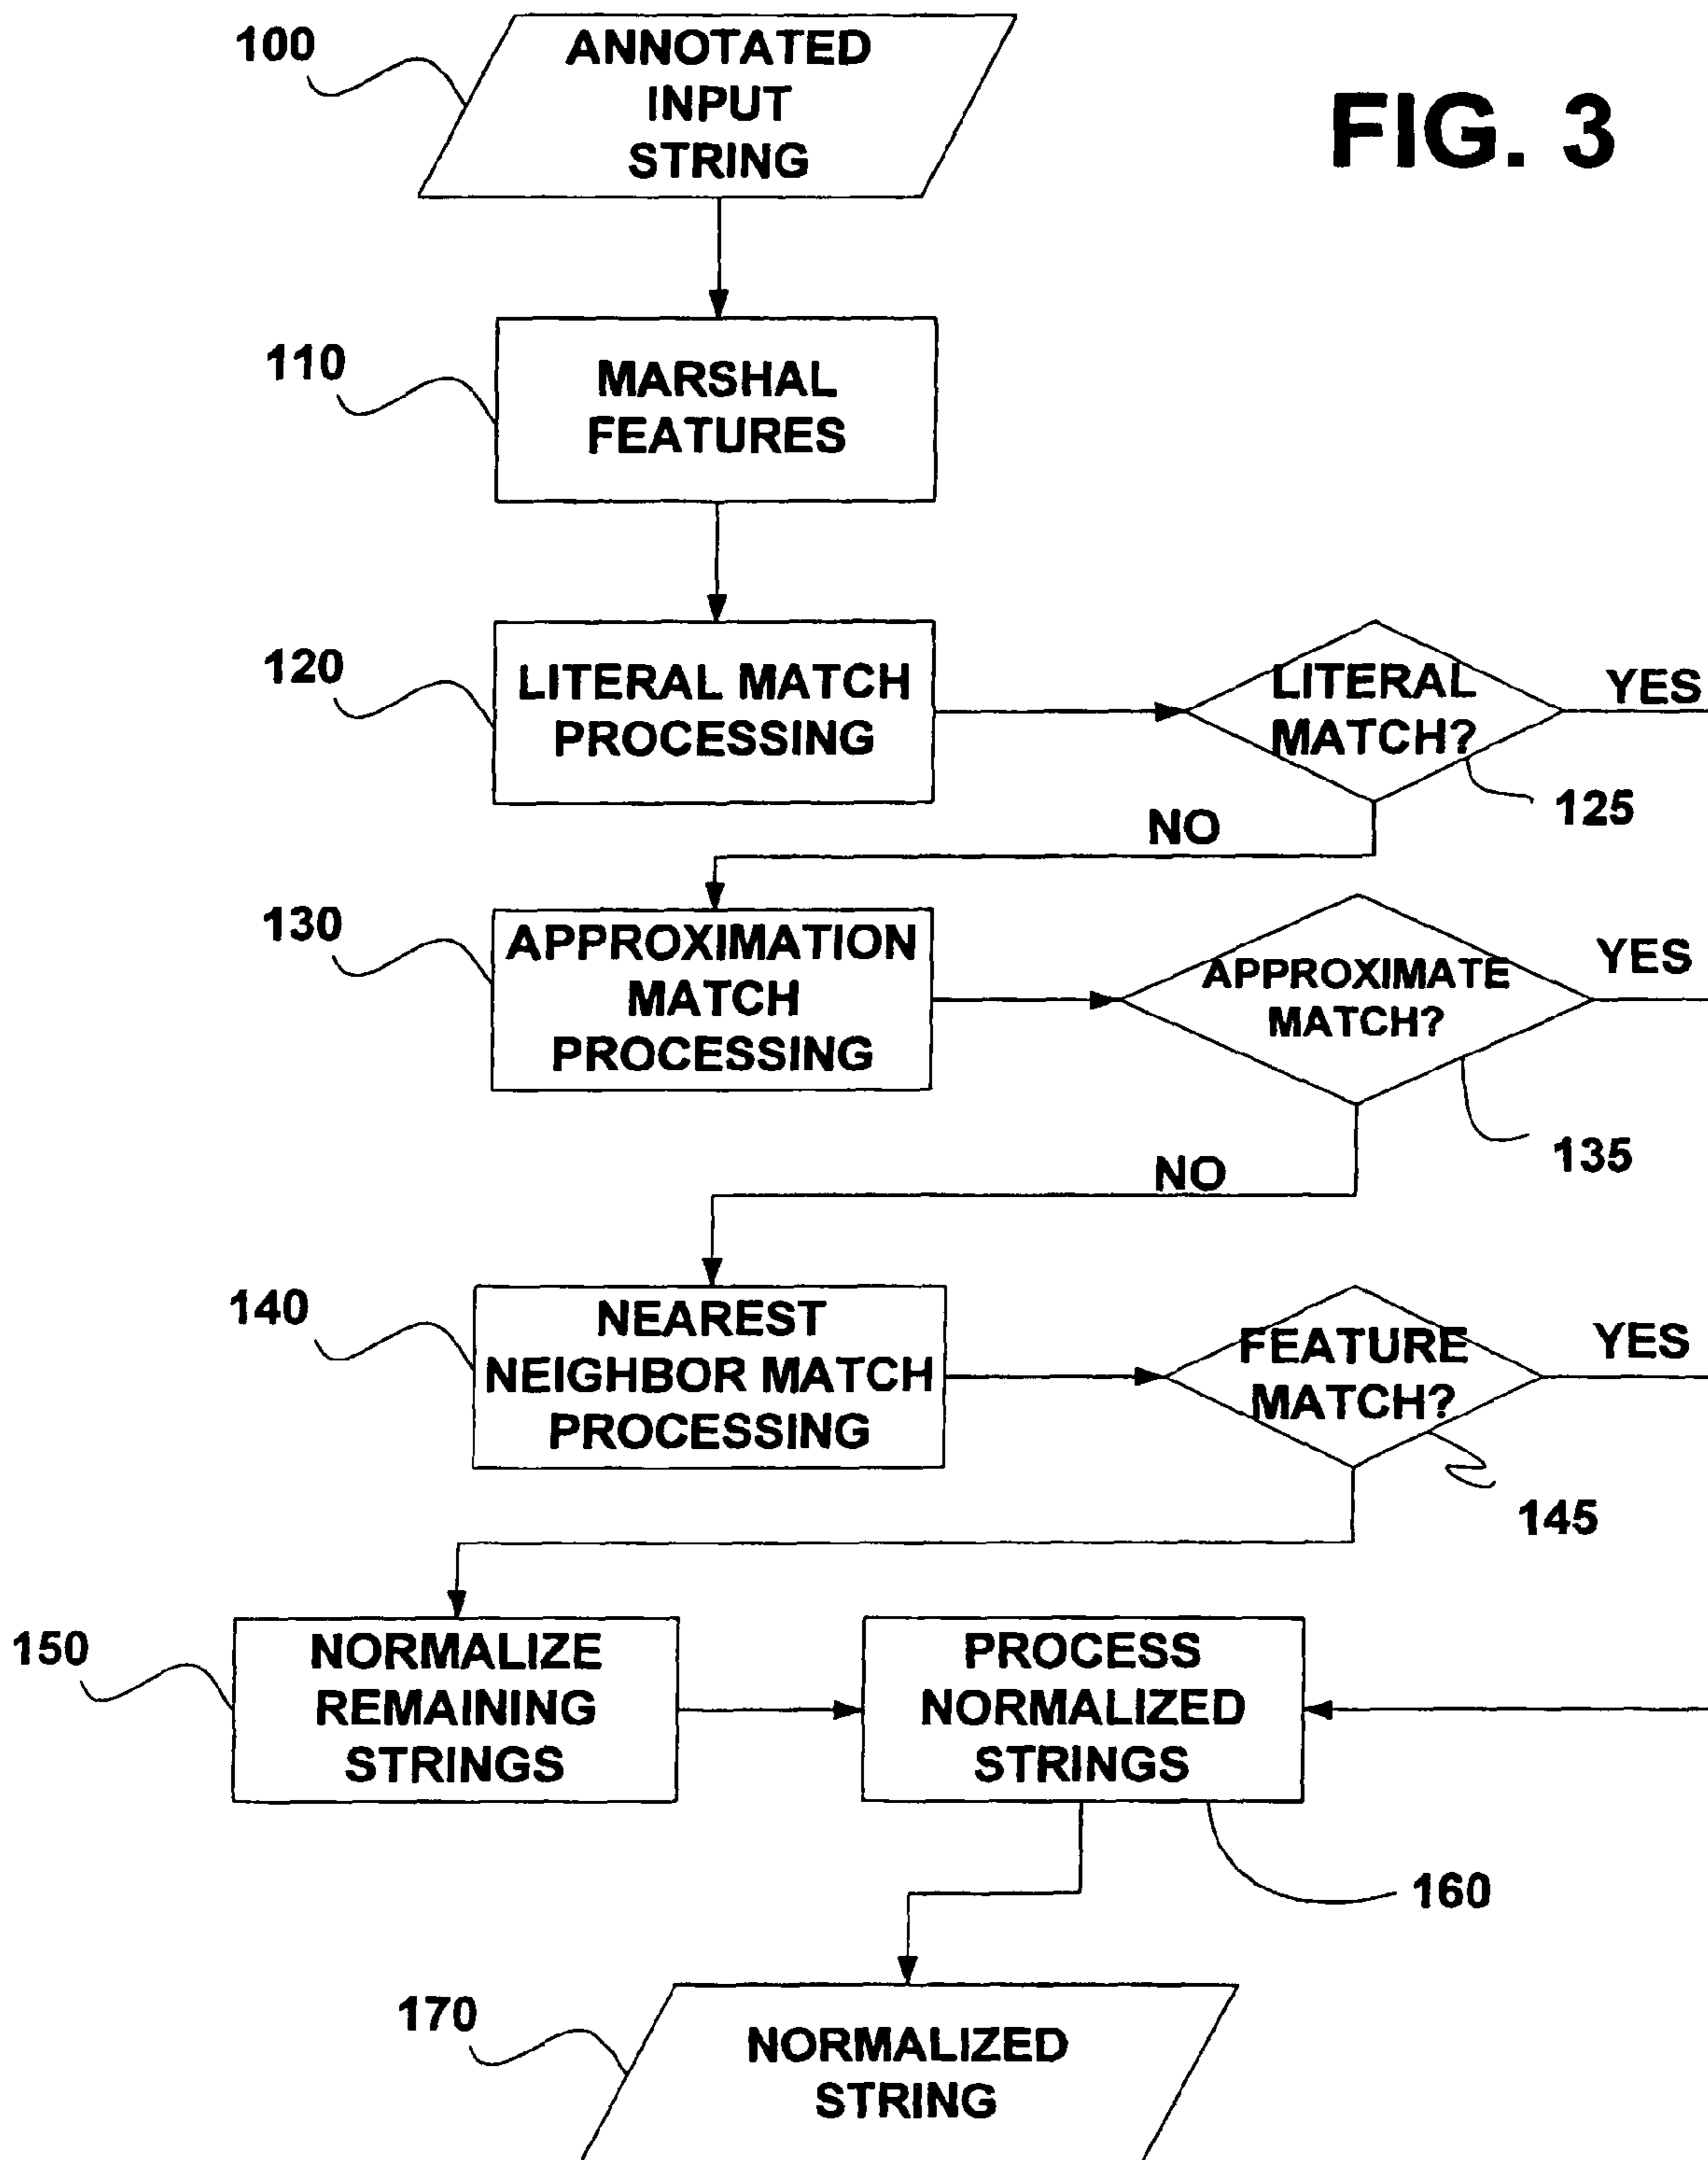 100
ANNOTATED
INPUT
STRING
FIG. 3
110
MARSHAL
FEATURES
120
LITERAL MATCH
PROCESSING
LITERAL
MATCH?
YES
125
NO
130
APPROXIMATION
MATCH
PROCESSING
APPROXIMATE
MATCH?
YES
135
NO
140
NEAREST
NEIGHBOR MATCH
PROCESSING
FEATURE
MATCH?
YES
145
150
NORMALIZE
REMAINING
STRINGS
PROCESS
NORMALIZED
STRINGS
160
170
NORMALIZED
STRING